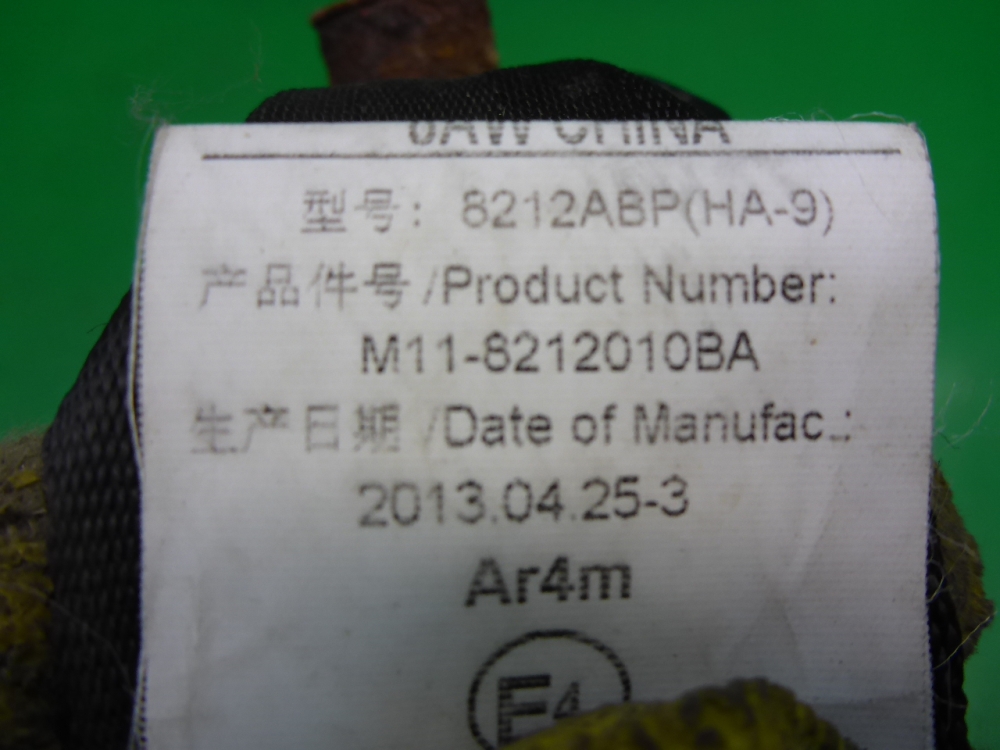 CHINA
型号: 8212ABP(HA-9)
产品件号/Product Number:
M11-8212010BA
生产日期/Date of Manufac.:
2013.04.25-3
Ar4m
E4